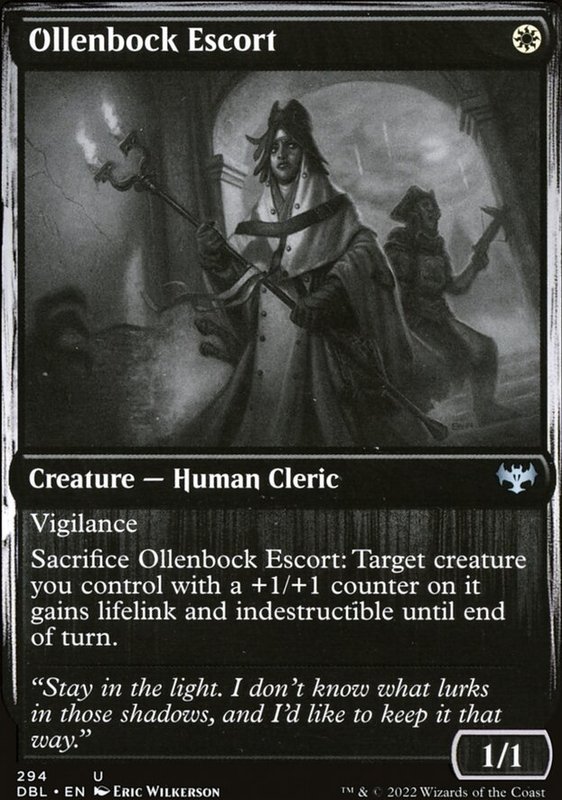 Ollenbock Escort
Creature — Human Cleric
Vigilance
Sacrifice Ollenbock Escort: Target creature
you control with a +1/+1 counter on it
gains lifelink and indestructible until end
of turn.
“Stay in the light. I don’t know what lurks
in those shadows, and I’d like to keep it that
way.”
1/1
294 U
DBL • EN Eric Wilkerson
™ & © 2022 Wizards of the Coast